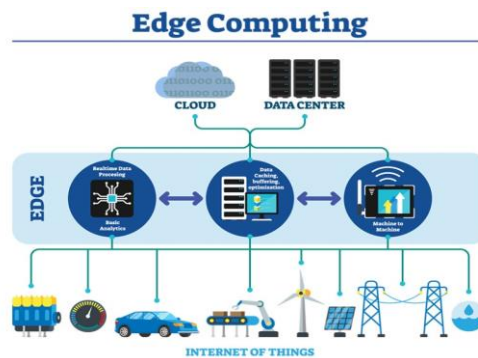 Edge Computing
CLOUD
DATA CENTER
EDGE
Realtime Data
Procesing
Basic
Analytics
Data
Caching,
buffering,
optimization
Machine to
Machine
INTERNET OF THINGS